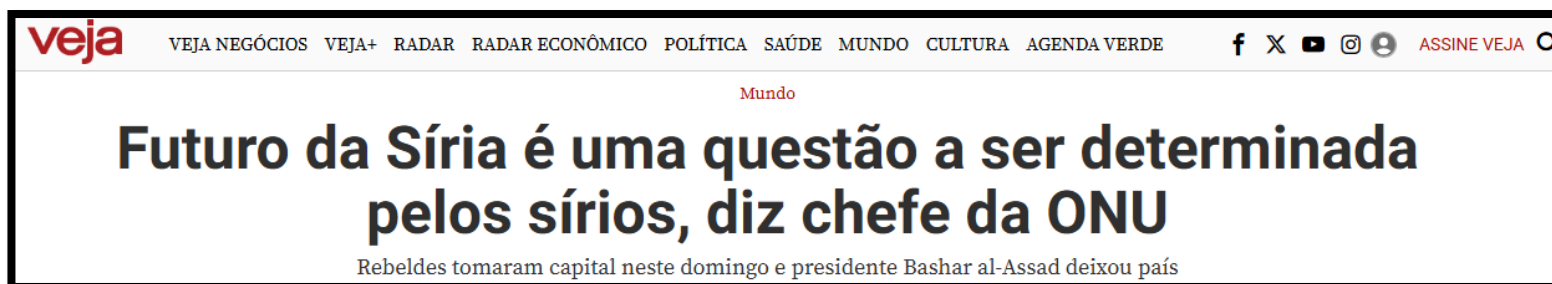 veja VEJA NEGÓCIOS VEJA+ RADAR RADAR ECONÔMICO POLÍTICA SAÚDE MUNDO CULTURA AGENDA VERDE ASSINE VEJA
Mundo
Futuro da Síria é uma questão a ser determinada
pelos sírios, diz chefe da ONU
Rebeldes tomaram capital neste domingo e presidente Bashar al-Assad deixou país